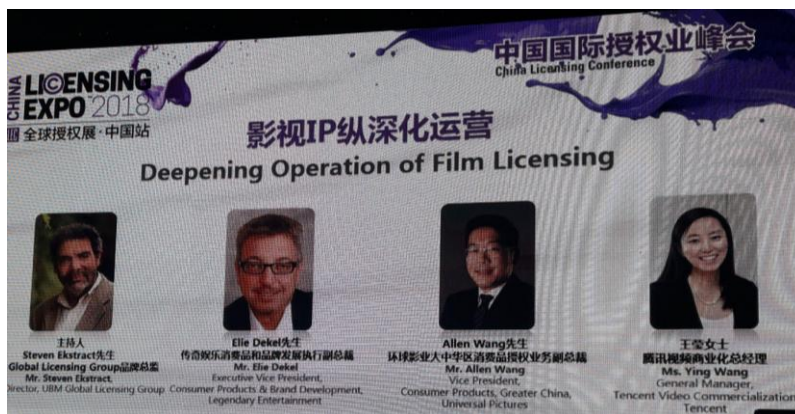 CHINA
LICENSING
EXPO 2018
全球授权展·中国站
中国国际授权业峰会
China Licensing Conference
影视IP纵深化运营
Deepening Operation of Film Licensing
主持人
Steven Ekstract先生
Global Licensing Group品牌总监
Mr. Steven Ekstract,
Director, UBM Global Licensing Group
Elie Dekel先生
传奇娱乐消费品和品牌发展执行副总裁
Mr. Elie Dekel
Executive Vice President,
Consumer Products & Brand Development,
Legendary Entertainment
Allen Wang先生
环球影业大中华区消费品授权业务副总裁
Mr. Allen Wang
Vice President,
Consumer Products, Greater China,
Universal Pictures
王莹女士
腾讯视频商业化总经理
Ms. Ying Wang
General Manager,
Tencent Video Commercialization
Tencent